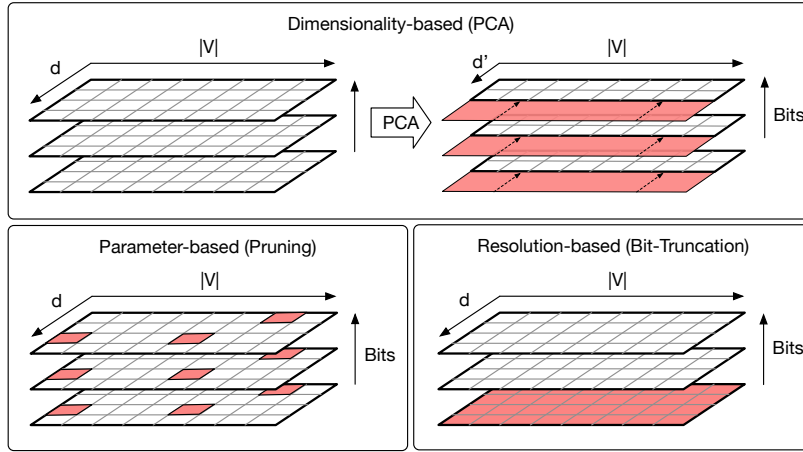 Dimensionality-based (PCA)
|V|
d
PCA
|V|
d'
Bits
Parameter-based (Pruning)
|V|
d
Bits
Resolution-based (Bit-Truncation)
|V|
d
Bits